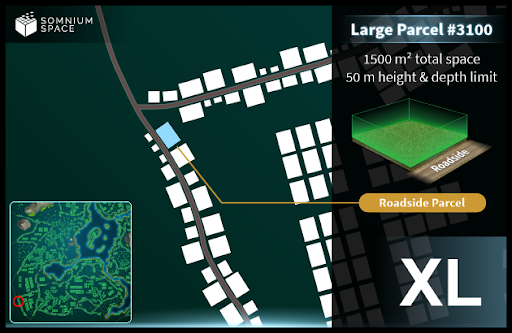 SOMNIUM
SPACE
Large Parcel #3100
1500 m² total space
50 m height & depth limit
Roadside
Roadside Parcel
XL